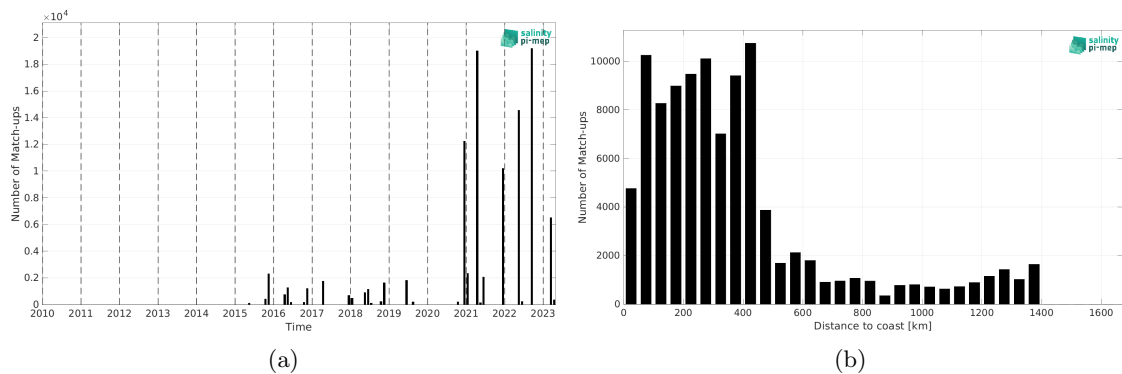 ×10⁴
2
1.8
1.6
1.4
1.2
1
0.8
0.6
0.4
0.2
0
Number of Match-ups
2010 2011 2012 2013 2014 2015 2016 2017 2018 2019 2020 2021 2022 2023
Time
salinity
pi-mep
(a)
10000
8000
6000
4000
2000
0
Number of Match-ups
0 200 400 600 800 1000 1200 1400 1600
Distance to coast [km]
salinity
pi-mep
(b)